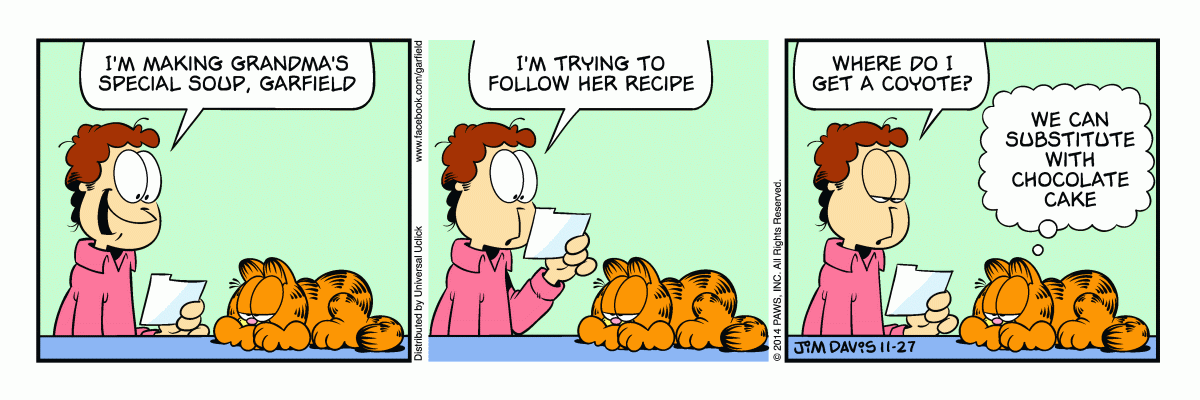 I'M MAKING GRANDMA'S
SPECIAL SOUP, GARFIELD
www.facebook.com/garfield
Distributed by Universal Uclick
I'M TRYING TO
FOLLOW HER RECIPE
© 2014 PAWS, INC. All Rights Reserved.
WHERE DO I
GET A COYOTE?
WE CAN
SUBSTITUTE
WITH
CHOCOLATE
CAKE
JIM DAVIS 11-27